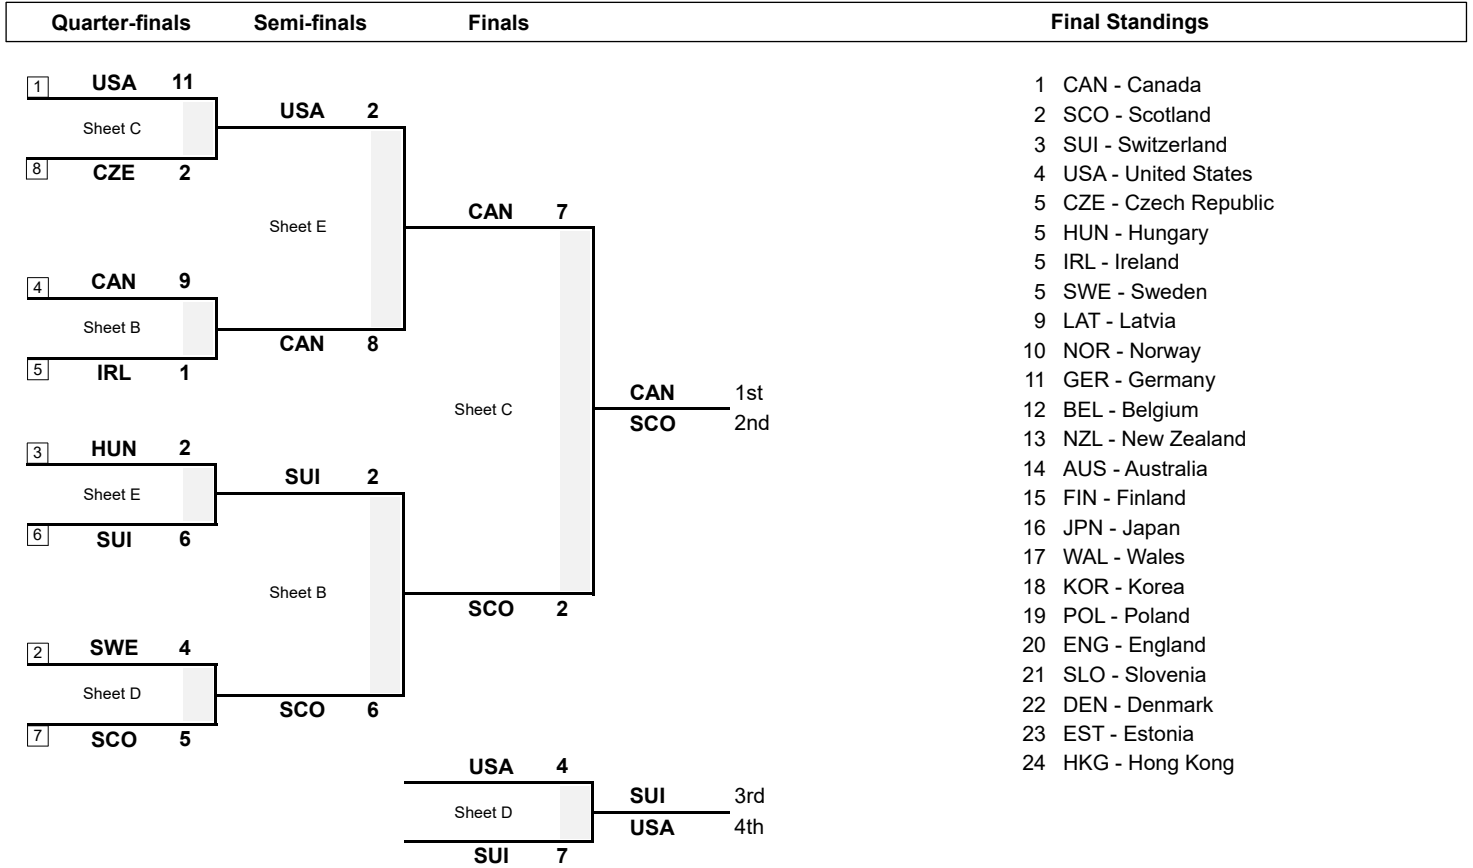 Quarter-finals Semi-finals Finals Final Standings
1 USA 11
Sheet C
8 CZE 2
USA 2
Sheet E
4 CAN 9
Sheet B
5 IRL 1
CAN 8
CAN 7
Sheet C
3 HUN 2
Sheet E
6 SUI 6
SUI 2
Sheet B
2 SWE 4
Sheet D
7 SCO 5
SCO 6
SCO 2
CAN 1st
SCO 2nd
USA 4
Sheet D
SUI 7
SUI 3rd
USA 4th
1 CAN - Canada
2 SCO - Scotland
3 SUI - Switzerland
4 USA - United States
5 CZE - Czech Republic
5 HUN - Hungary
5 IRL - Ireland
5 SWE - Sweden
9 LAT - Latvia
10 NOR - Norway
11 GER - Germany
12 BEL - Belgium
13 NZL - New Zealand
14 AUS - Australia
15 FIN - Finland
16 JPN - Japan
17 WAL - Wales
18 KOR - Korea
19 POL - Poland
20 ENG - England
21 SLO - Slovenia
22 DEN - Denmark
23 EST - Estonia
24 HKG - Hong Kong